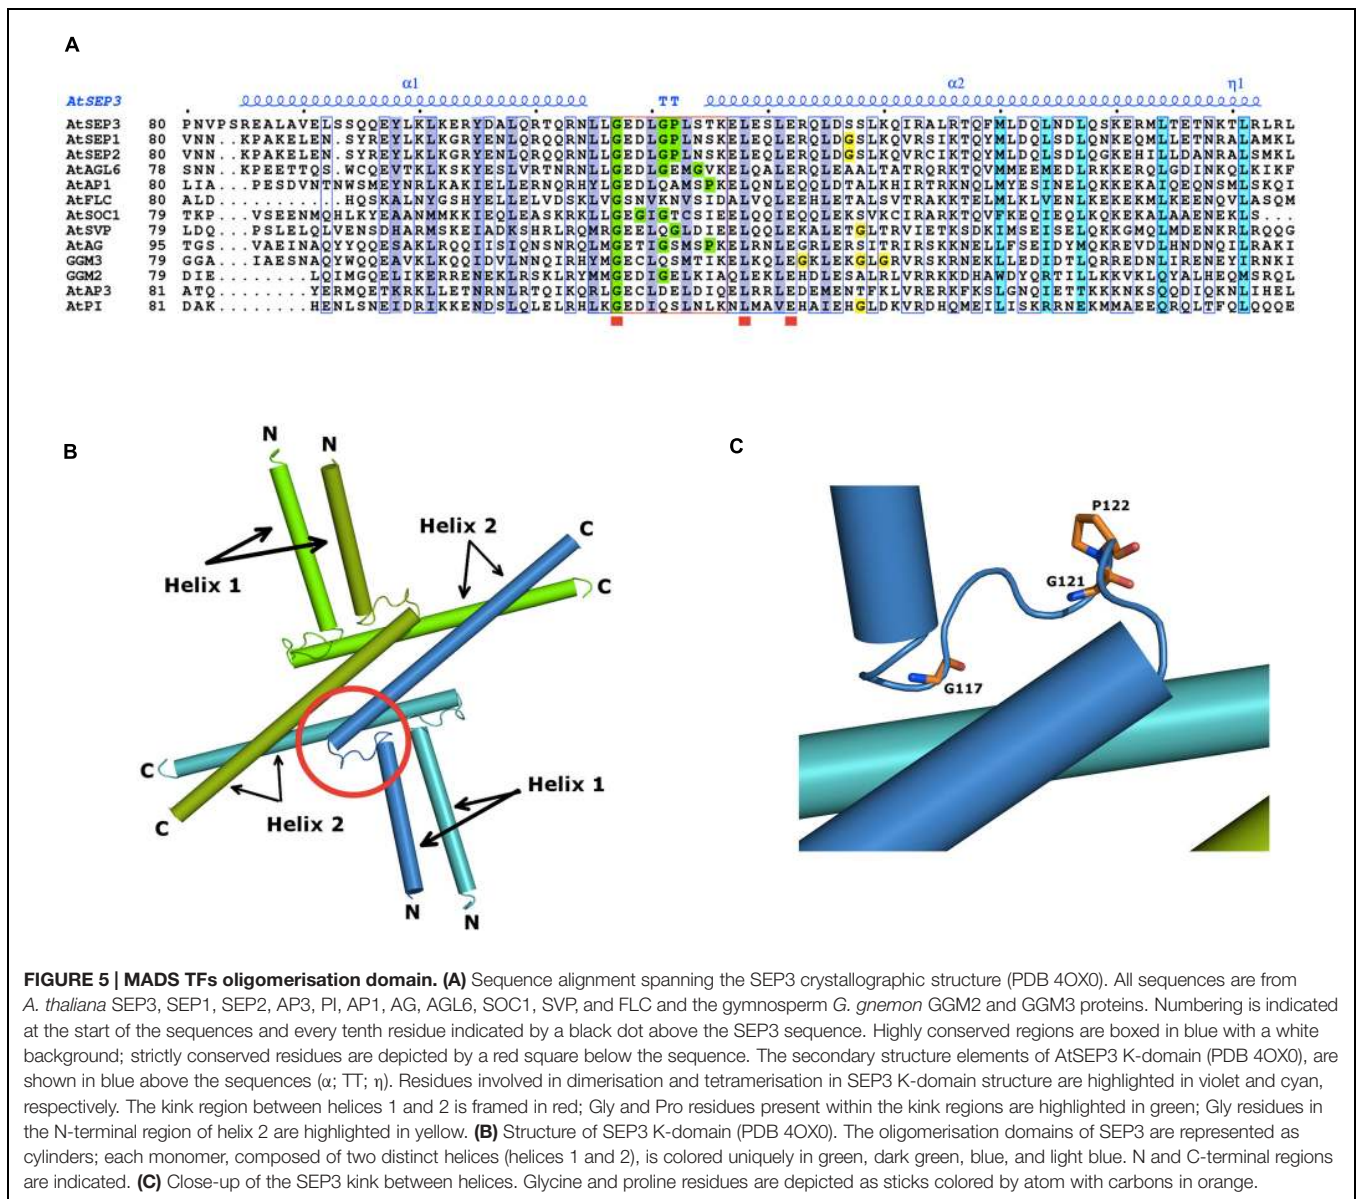 A
α1 α2 η1
AtSEP3 TT
AtSEP3 80 PNVPSREALAVELSSQQEYLKLKERYDALQRTQRNLLGEDLGPLSTKELESLERQLDSSLKQIRALRTQFMLDQLNDLQSKERMLTETNKTLRLRL
AtSEP1 80 VNN..KPAKELEN.SYREYLKLKGRYENLQRQQRNLLGEDLGPLNSKELEQLERQLDGSLKQVRSIKTQYMLDQLSDLQNKEQMLLETNRALAMKL
AtSEP2 80 VNN..KPAKELEN.SYREYLKLKGRYENLQRQQRNLLGEDLGPLNSKELEQLERQLDGSLKQVRCIKTQYMLDQLSDLQGKEHILLDANRALSMKL
AtAGL6 78 SNN..KPEETTQS.WCQEVTKLKSKYESLVRTNRNLLGEDLGEMGVKELQALERQLEAALTATRQRKTQVMMEEMEDLRKKERQLGDINKQLKIKF
AtAP1 80 LIA...PESDVNTNWSMEYNRLKAKIELLERNQRHYLGEDLQAMSPKELQNLEQQLDTALKHIRTRKNQLMYESINELQKKEKAIQEQNSMLSKQI
AtFLC 80 ALD..........HQSKALNYGSHYELLELVDSKLVGSNVKNVSIDALVQLEEHLETALSVTRAKKTELMLKLVENLKEKEKMLKEENQVLASQM
AtSOC1 79 TKP...VSEENMQHLKYEAANMMKKIEQLEASKRKLLGEGIGTCSIEELQQIEQQLEKSVKCIRARKTQVFKEQIEQLKQKEKALAAENEKLS...
AtSVP 79 LDQ...PSLELQLVENSDHARMSKEIADKSHRLRQMRGEELQGLDIEELQQLEKALETGLTRVIETKSDKIMSEISELQKKGMQLMDENKRLRQQG
AtAG 95 TGS...VAEINAQYYQQESAKLRQQIISIQNSNRQLMGETIGSMSPKELRNLEGRLERSITRIRSKKNELLFSEIDYMQKREVDLHNDNQILRAKI
GGM3 79 GGA...IAESNAQYWQQEAVKLKQQIDVLNNQIRHYMGECLQSMTIKELKQLEGKLEKGLGRVRSKRNEKLLEDIDTLQRREDNLIRENEYIRNKI
GGM2 79 DIE........LQIMGQELIKERRENEKLRSKLRYMMGEDIGELKIAQLEKLEHDLESALRLVRRKKDHAWDYQRTILLKKVKLQYALHEQMSRQL
AtAP3 81 ATQ........YERMQETKRKLLETNRNLRTQIKQRLGECLDELDIQELRRLEDEMENTFKLVRERKFKSLGNQIETTKKKNKSQQDIQKNLIHEL
AtPI 81 DAK........HENLSNEIDRIKKENDSLQLELRHLKGEDIQSLNLKNLMAVEHAIEHGLDKVRDHQMEILISKRRNEKMMAEEQRQLTFQLQQQE
B
C
N N
Helix 2
C
C
Helix 1
C
Helix 1
Helix 2
C
N
N
P122
G121
G117
FIGURE 5 | MADS TFs oligomerisation domain. (A) Sequence alignment spanning the SEP3 crystallographic structure (PDB 4OX0). All sequences are from
A. thaliana SEP3, SEP1, SEP2, AP3, PI, AP1, AG, AGL6, SOC1, SVP, and FLC and the gymnosperm G. gnemon GGM2 and GGM3 proteins. Numbering is indicated
at the start of the sequences and every tenth residue indicated by a black dot above the SEP3 sequence. Highly conserved regions are boxed in blue with a white
background; strictly conserved residues are depicted by a red square below the sequence. The secondary structure elements of AtSEP3 K-domain (PDB 4OX0), are
shown in blue above the sequences (α; TT; η). Residues involved in dimerisation and tetramerisation in SEP3 K-domain structure are highlighted in violet and cyan,
respectively. The kink region between helices 1 and 2 is framed in red; Gly and Pro residues present within the kink regions are highlighted in green; Gly residues in
the N-terminal region of helix 2 are highlighted in yellow. (B) Structure of SEP3 K-domain (PDB 4OX0). The oligomerisation domains of SEP3 are represented as
cylinders; each monomer, composed of two distinct helices (helices 1 and 2), is colored uniquely in green, dark green, blue, and light blue. N and C-terminal regions
are indicated. (C) Close-up of the SEP3 kink between helices. Glycine and proline residues are depicted as sticks colored by atom with carbons in orange.